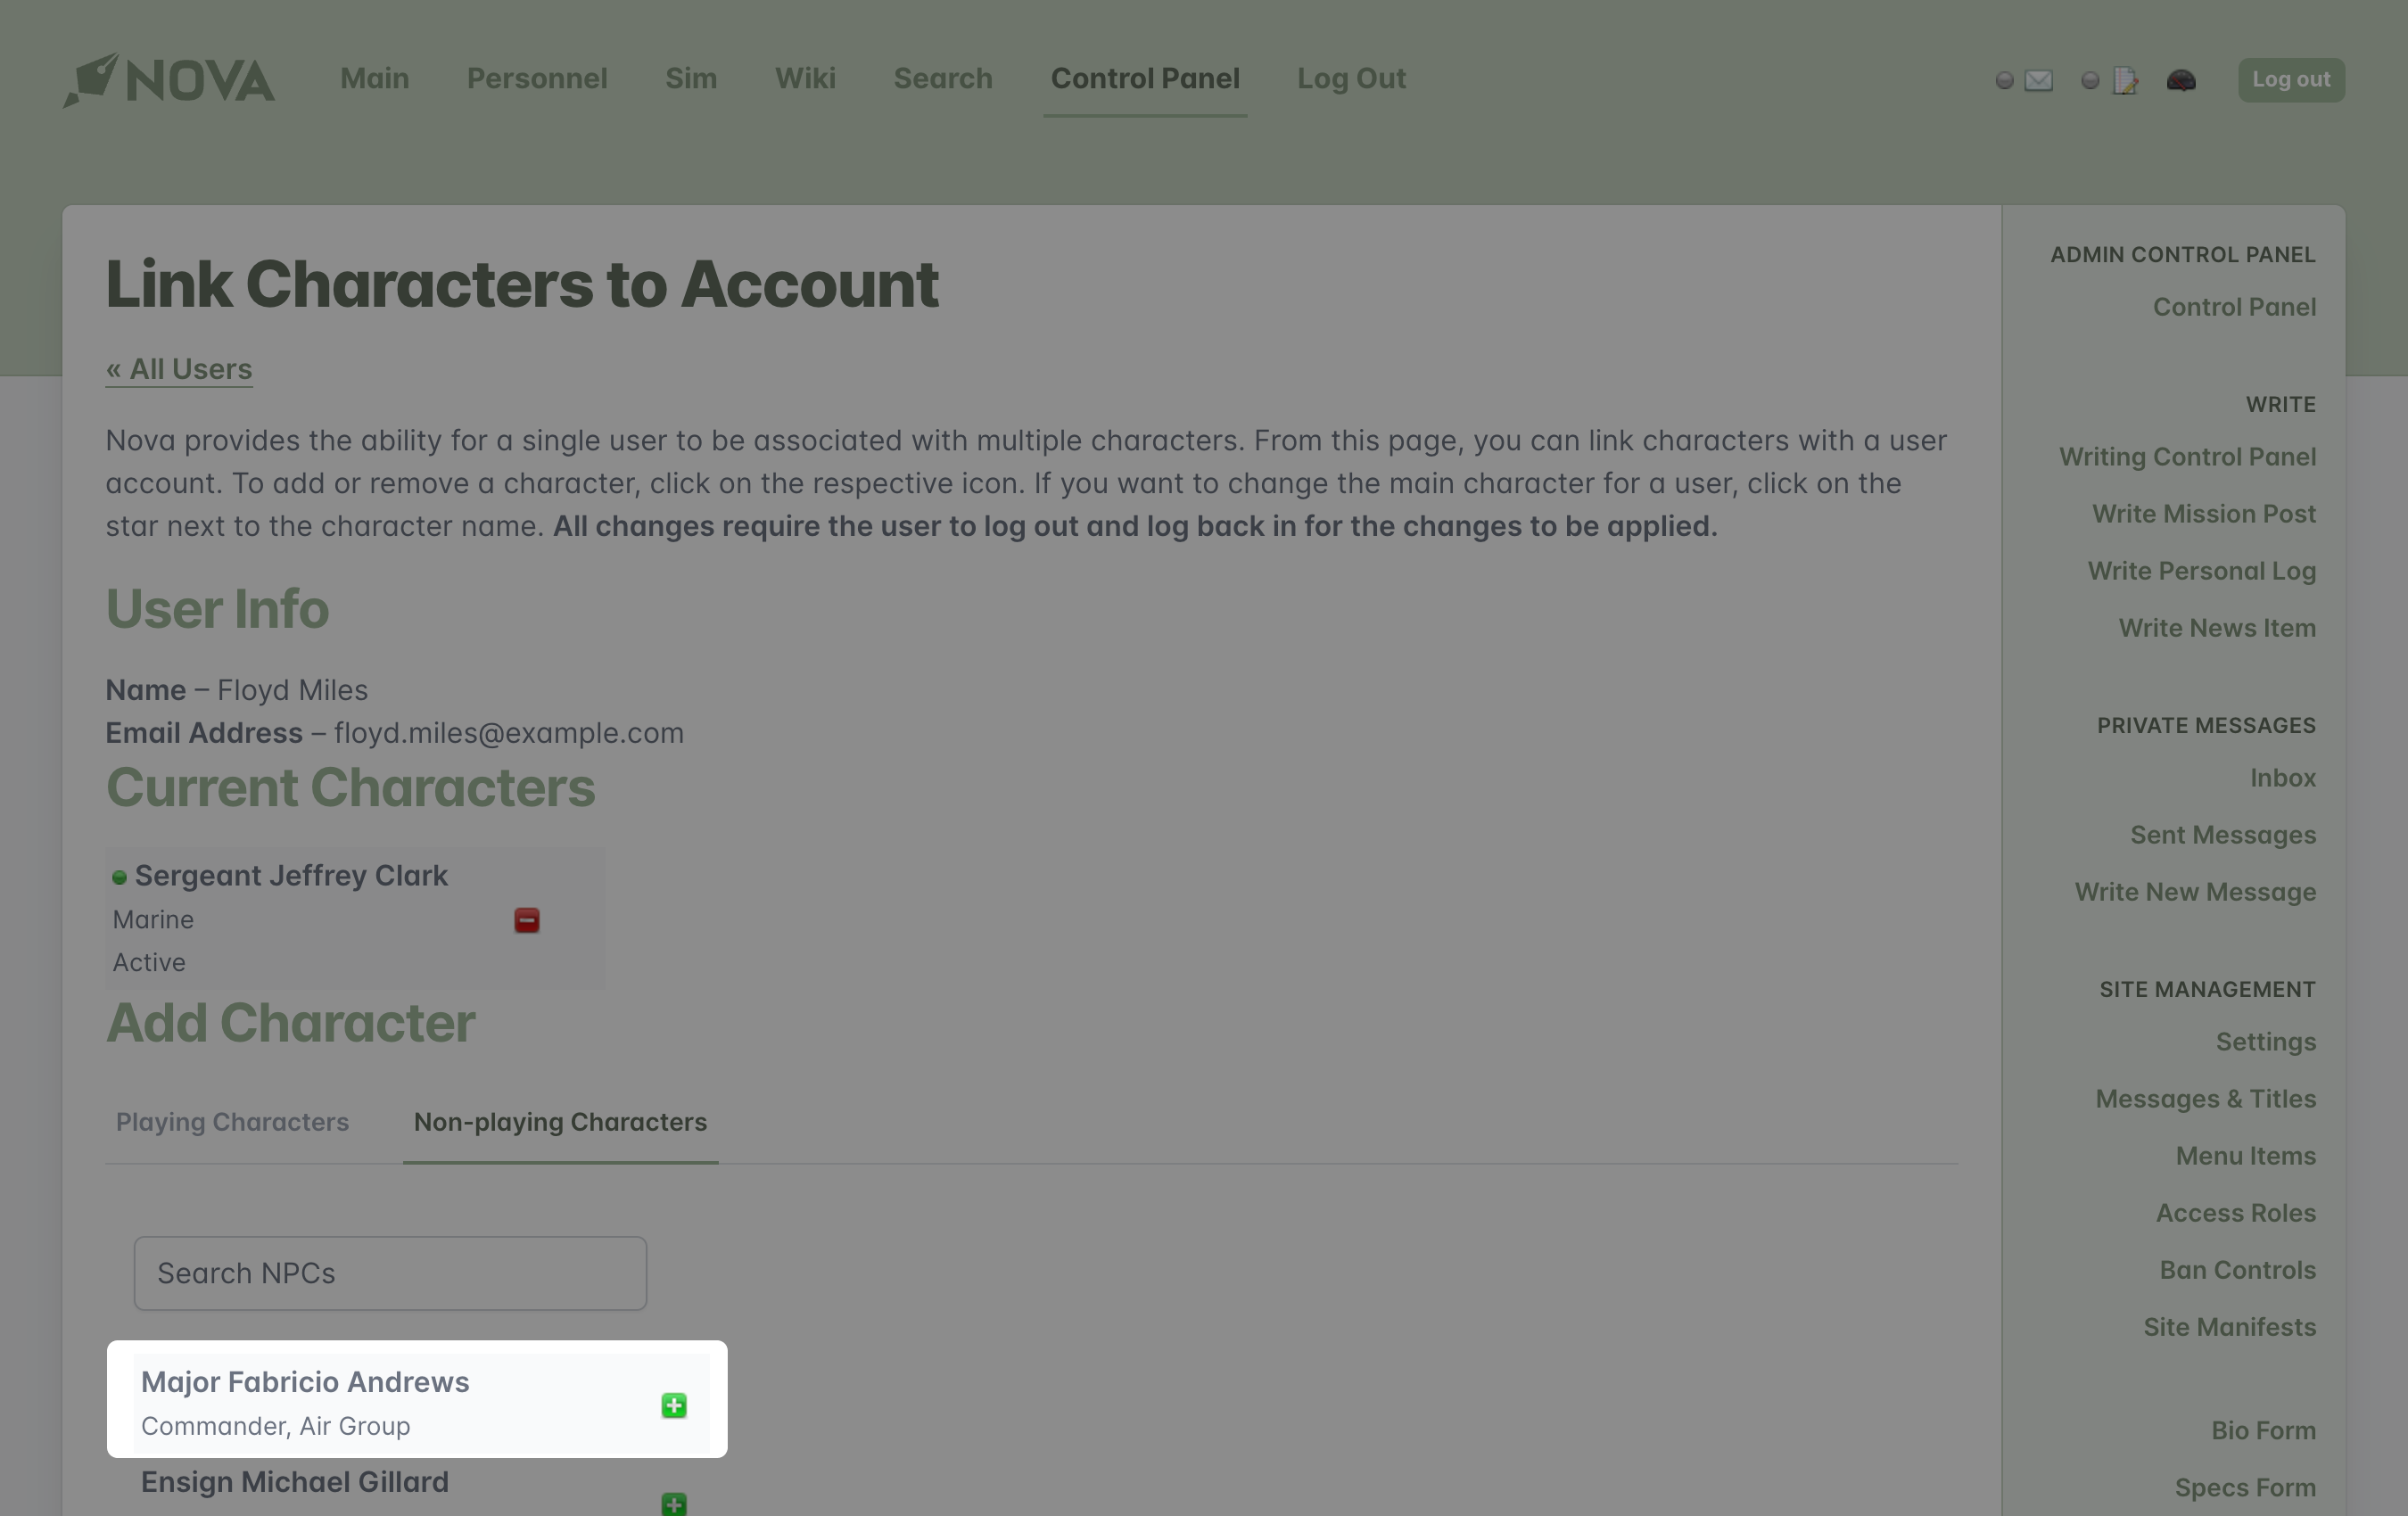 NOVA
Main
Personnel
Sim
Wiki
Search
Control Panel
Log Out
Log out
Link Characters to Account
« All Users
Nova provides the ability for a single user to be associated with multiple characters. From this page, you can link characters with a user
account. To add or remove a character, click on the respective icon. If you want to change the main character for a user, click on the
star next to the character name. All changes require the user to log out and log back in for the changes to be applied.
User Info
Name – Floyd Miles
Email Address – floyd.miles@example.com
Current Characters
Sergeant Jeffrey Clark
Marine
Active
Add Character
Playing Characters
Non-playing Characters
Search NPCs
Major Fabricio Andrews
Commander, Air Group
Ensign Michael Gillard
ADMIN CONTROL PANEL
Control Panel
WRITE
Writing Control Panel
Write Mission Post
Write Personal Log
Write News Item
PRIVATE MESSAGES
Inbox
Sent Messages
Write New Message
SITE MANAGEMENT
Settings
Messages & Titles
Menu Items
Access Roles
Ban Controls
Site Manifests
Bio Form
Specs Form